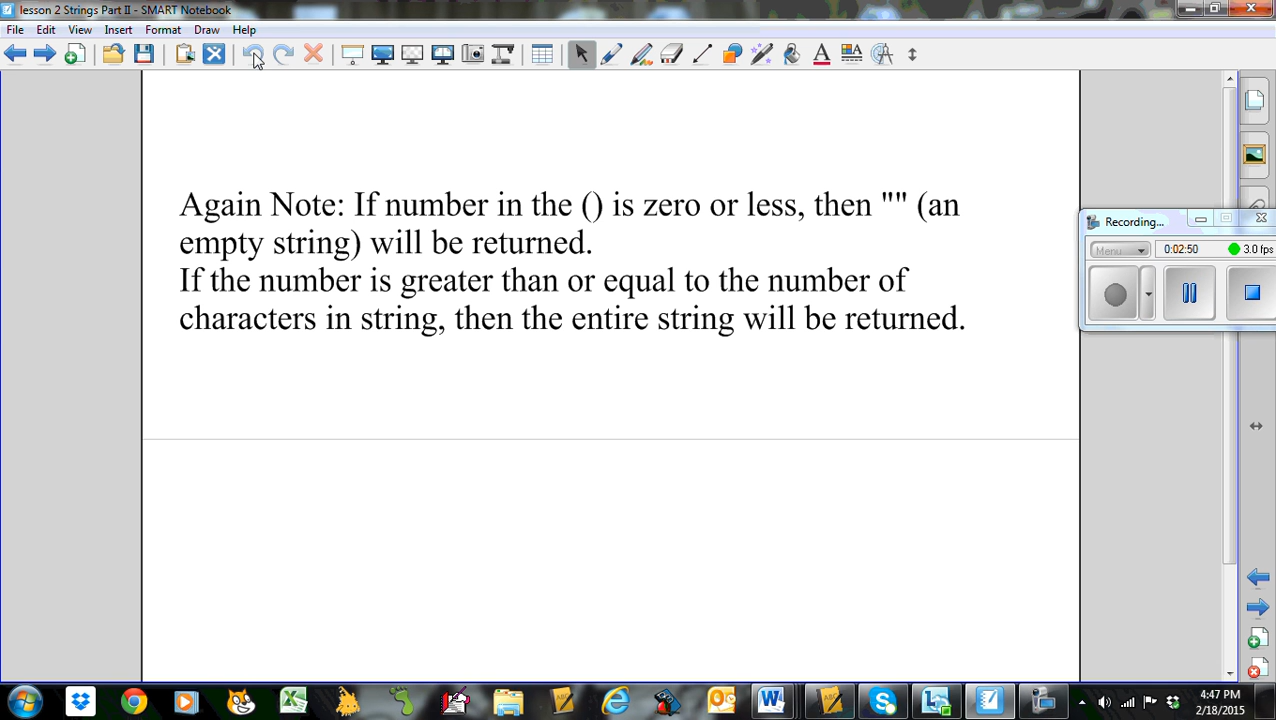 lesson 2 Strings Part II - SMART Notebook
File Edit View Insert Format Draw Help
Again Note: If number in the () is zero or less, then "" (an
empty string) will be returned.
If the number is greater than or equal to the number of
characters in string, then the entire string will be returned.
Recording...
Menu 0:02:50 3.0 fps
4:47 PM
2/18/2015